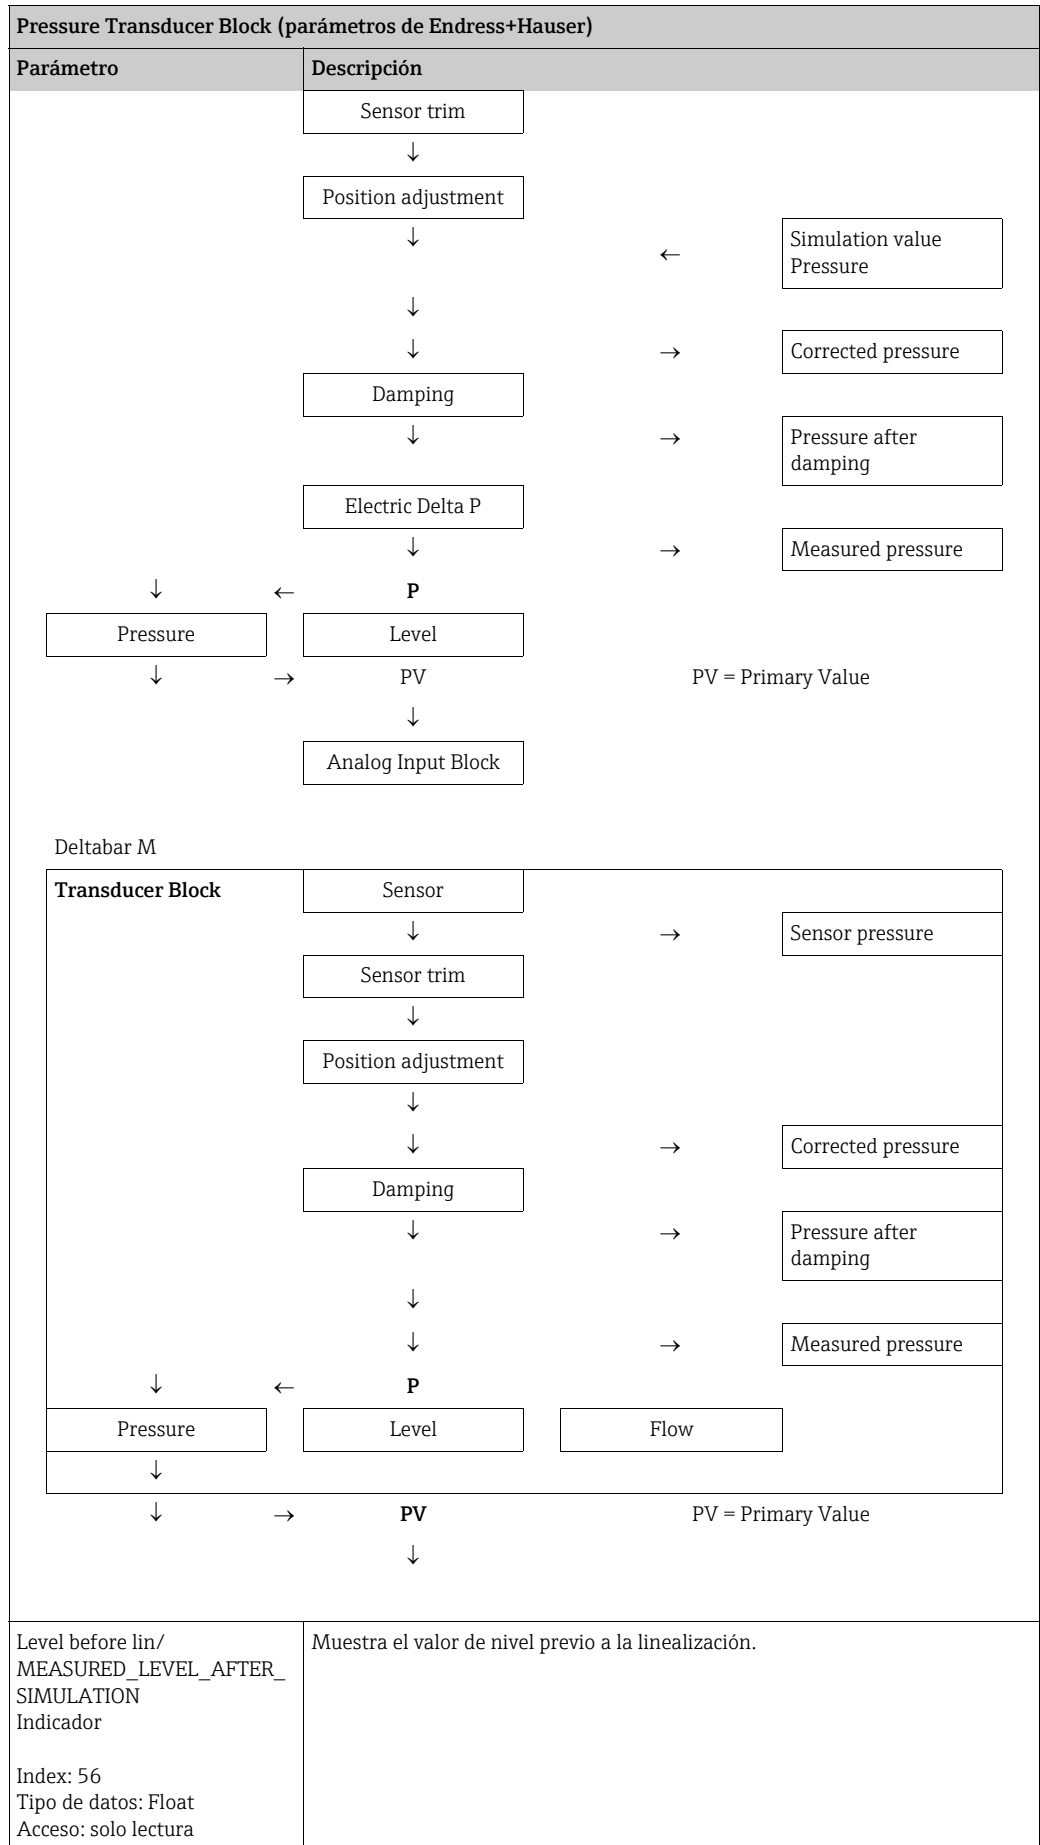 Pressure Transducer Block (parámetros de Endress+Hauser)
Parámetro Descripción
Sensor trim
↓
Position adjustment
↓ ← Simulation value
Pressure
↓
↓ → Corrected pressure
Damping
↓ → Pressure after
damping
Electric Delta P
↓ → Measured pressure
↓ ← P
Pressure Level
↓ → PV PV = Primary Value
↓
Analog Input Block
Deltabar M
Transducer Block Sensor
↓ → Sensor pressure
Sensor trim
↓
Position adjustment
↓
↓ → Corrected pressure
Damping
↓ → Pressure after
damping
↓
↓ → Measured pressure
↓ ← P
Pressure Level Flow
↓
↓ → PV PV = Primary Value
↓
Level before lin/ Muestra el valor de nivel previo a la linealización.
MEASURED_LEVEL_AFTER_
SIMULATION
Indicador
Index: 56
Tipo de datos: Float
Acceso: solo lectura